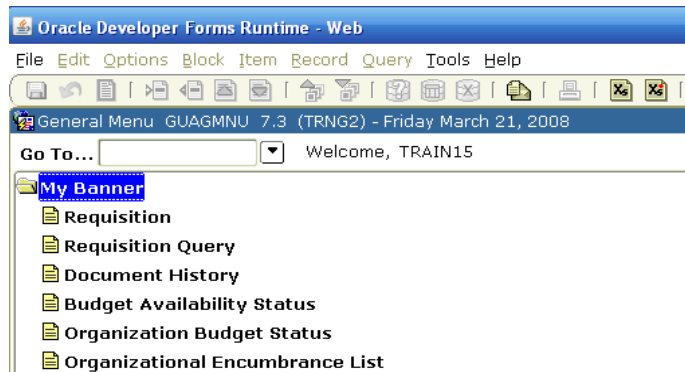 Oracle Developer Forms Runtime - Web
File Edit Options Block Item Record Query Tools Help
General Menu GUAGMNU 7.3 (TRNG2) - Friday March 21, 2008
Go To... Welcome, TRAIN15
My Banner
Requisition
Requisition Query
Document History
Budget Availability Status
Organization Budget Status
Organizational Encumbrance List